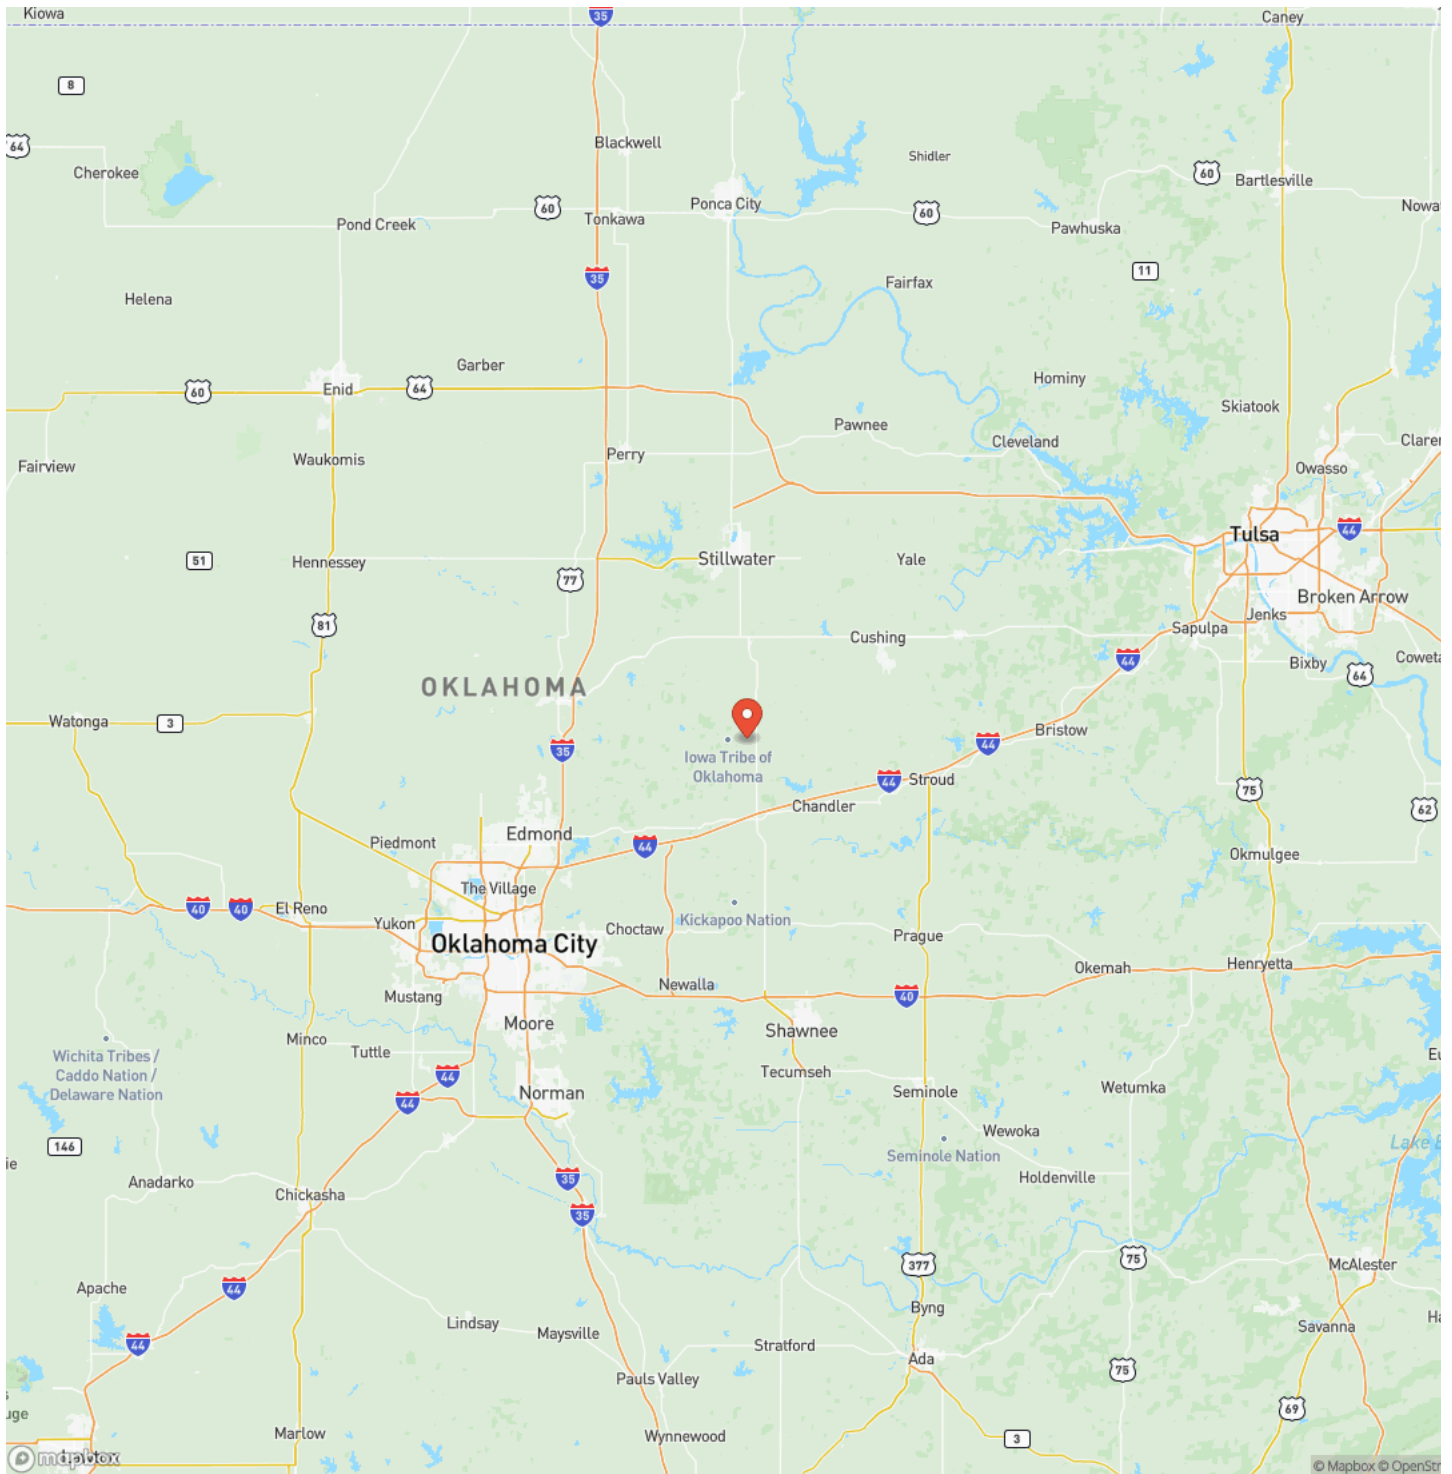 Kiowa
35
Caney
8
64
Blackwell
Shidler
Cherokee
60
Bartlesville
60
Ponca City
60
Nowa
Pond Creek
Tonkawa
Pawhuska
11
35
Fairfax
Helena
Garber
Hominy
60
Enid
64
Skiatook
Pawnee
Cleveland
Clarer
Fairview
Waukomis
Perry
Owasso
Tulsa
44
51
Hennessey
Stillwater
Yale
77
Broken Arrow
81
Jenks
Sapulpa
Cushing
44
Bixby
Coweta
64
OKLAHOMA
Watonga
3
Bristow
44
35
Iowa Tribe of
Oklahoma
44
Stroud
75
Chandler
62
Edmond
Piedmont
44
Okmulgee
The Village
40
40
El Reno
Yukon
Choctaw
Kickapoo Nation
Prague
Oklahoma City
Henryetta
Okemah
Newalla
Mustang
40
Moore
Shawnee
Minco
Tuttle
Wichita Tribes /
Caddo Nation /
Delaware Nation
Eu
44
Tecumseh
Norman
Seminole
Wetumka
44
146
Wewoka
Lake E
Seminole Nation
ie
Holdenville
35
Anadarko
Chickasha
35
377
75
McAlester
Apache
44
Byng
Ha
Lindsay
Maysville
Savanna
44
Stratford
Ada
Pauls Valley
75
s
uge
69
Marlow
Wynnewood
3
mapbox
© Mapbox © OpenStr